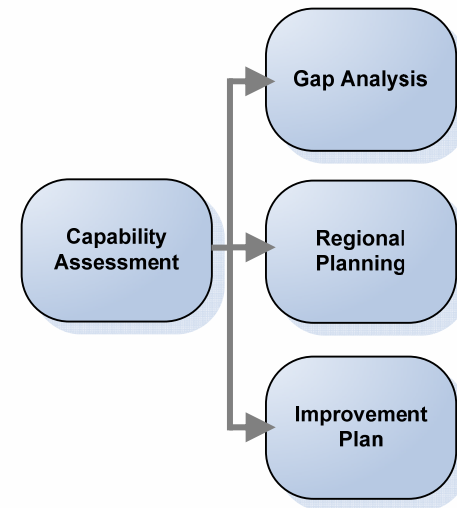 Gap Analysis
Capability
Assessment
Regional
Planning
Improvement
Plan